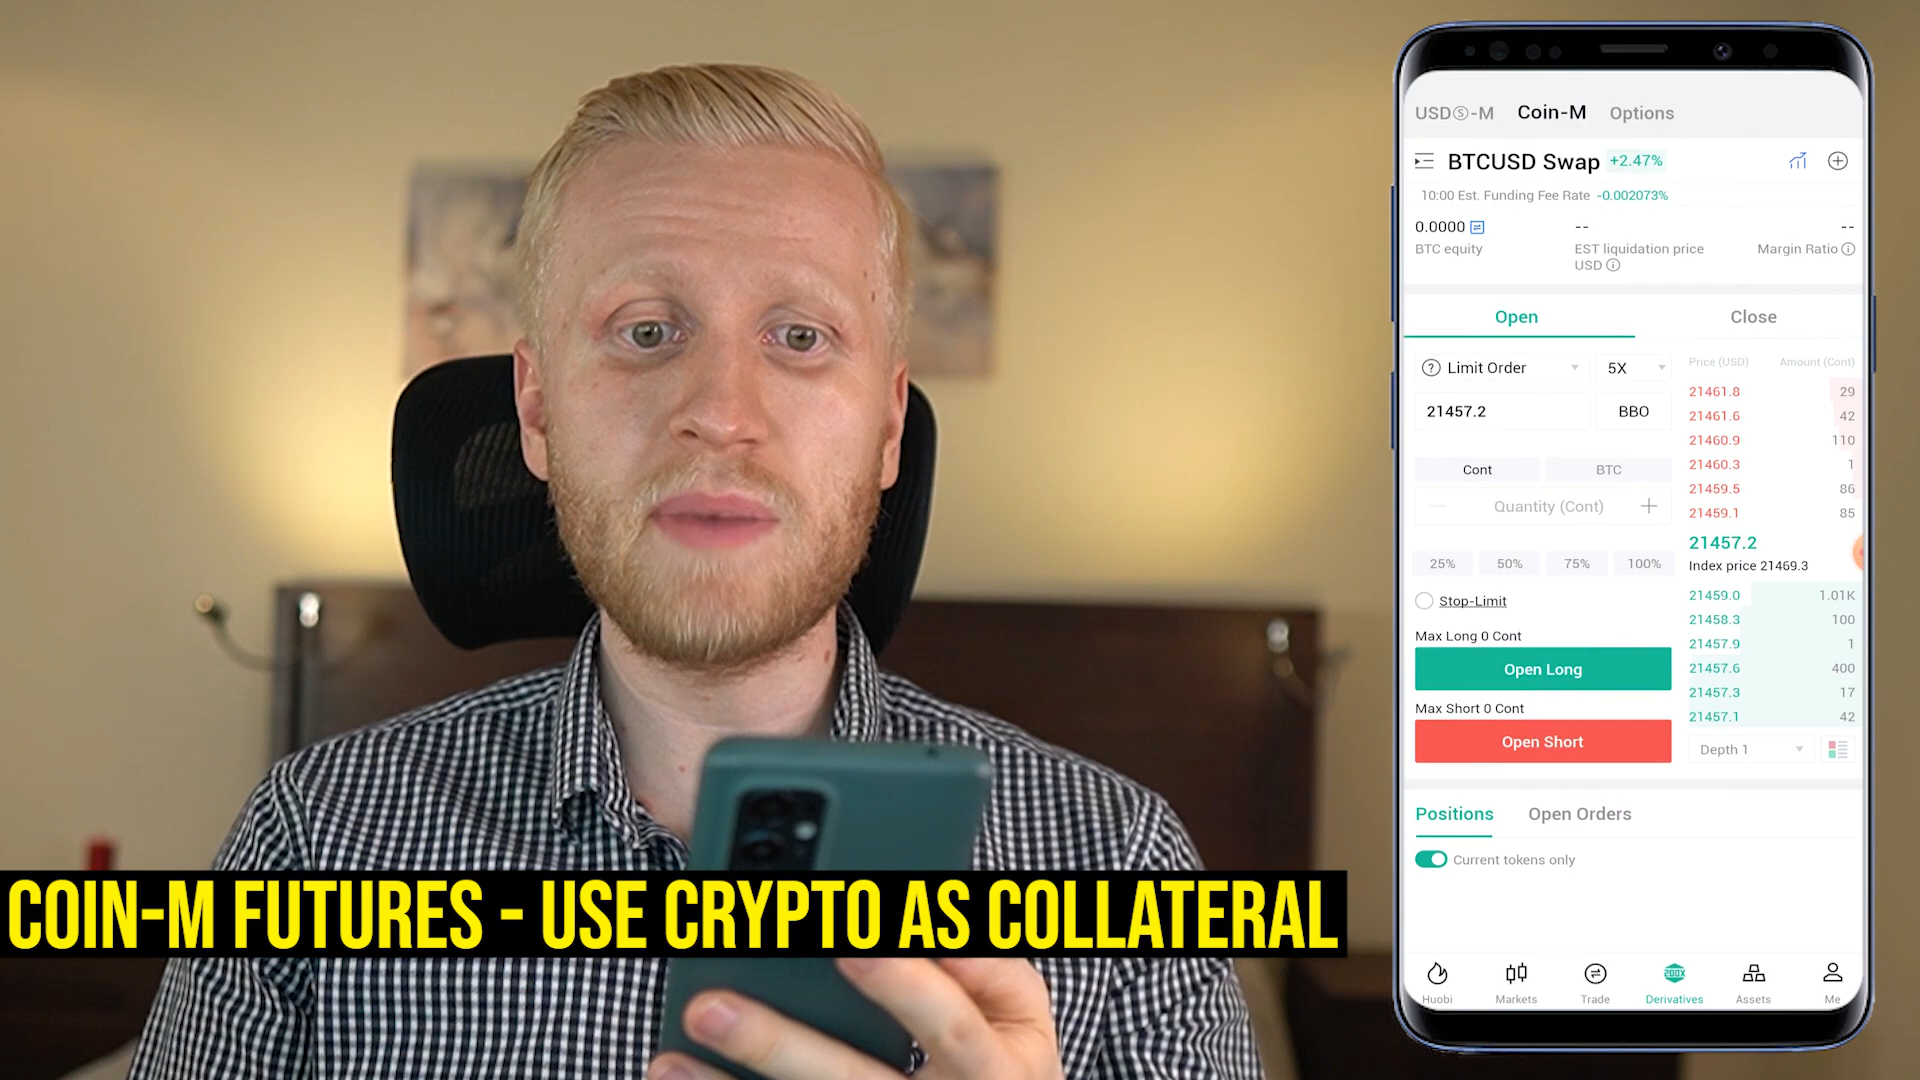 COIN-M FUTURES - USE CRYPTO AS COLLATERAL
USDⓈ-M Coin-M Options
BTCUSD Swap +2.47%
10:00 Est. Funding Fee Rate -0.002073%
0.0000 -- --
BTC equity EST liquidation price Margin Ratio
USD
Open Close
Limit Order 5X
21457.2 BBO
Cont BTC
Quantity (Cont)
25% 50% 75% 100%
Stop-Limit
Max Long 0 Cont
Open Long
Max Short 0 Cont
Open Short
Price (USD) Amount (Cont)
21461.8 29
21461.6 42
21460.9 110
21460.3 1
21459.5 86
21459.1 85
21457.2
Index price 21469.3
21459.0 1.01K
21458.3 100
21457.9 1
21457.6 400
21457.3 17
21457.1 42
Depth 1
Positions Open Orders
Current tokens only
200X
Huobi Markets Trade Derivatives Assets Me